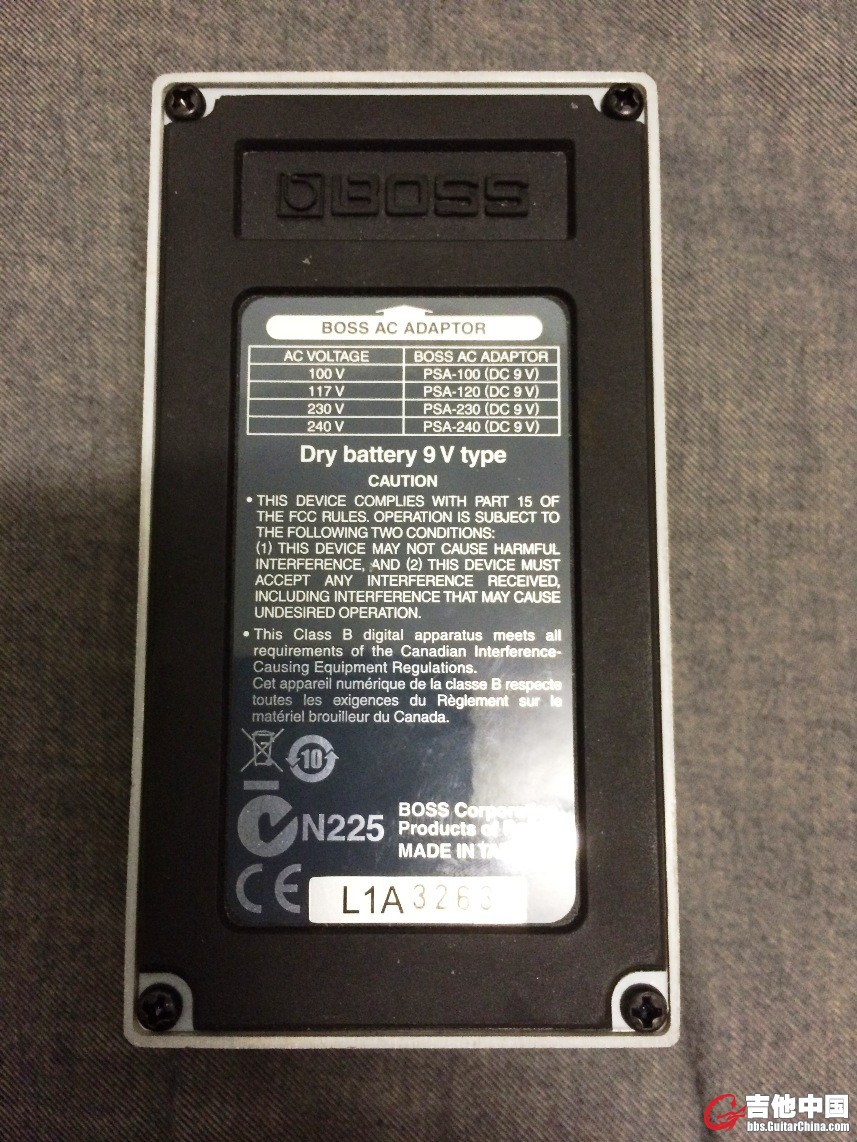 BOSS
BOSS AC ADAPTOR
AC VOLTAGE BOSS AC ADAPTOR
100 V PSA-100 (DC 9 V)
117 V PSA-120 (DC 9 V)
230 V PSA-230 (DC 9 V)
240 V PSA-240 (DC 9 V)
Dry battery 9 V type
CAUTION
• THIS DEVICE COMPLIES WITH PART 15 OF
THE FCC RULES. OPERATION IS SUBJECT TO
THE FOLLOWING TWO CONDITIONS:
(1) THIS DEVICE MAY NOT CAUSE HARMFUL
INTERFERENCE, AND (2) THIS DEVICE MUST
ACCEPT ANY INTERFERENCE RECEIVED,
INCLUDING INTERFERENCE THAT MAY CAUSE
UNDESIRED OPERATION.
• This Class B digital apparatus meets all
requirements of the Canadian Interference-
Causing Equipment Regulations.
Cet appareil numérique de la classe B respecte
toutes les exigences du Règlement sur le
matériel brouilleur du Canada.
10
N225
BOSS
Products of
MADE IN
CE
L1A 3263
吉他中国
bbs.GuitarChina.com